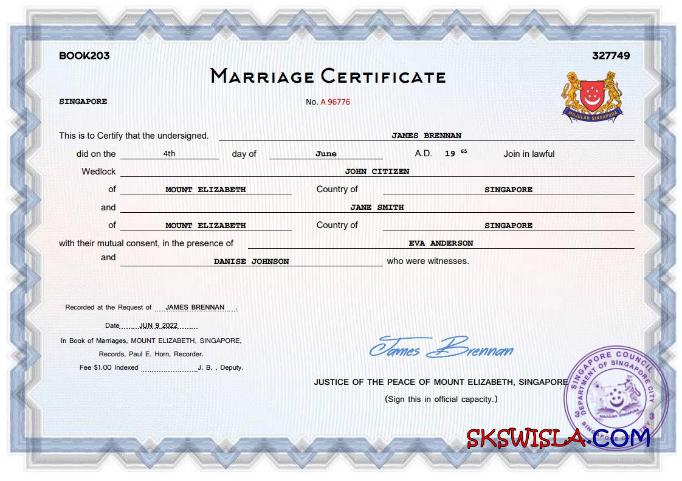 BOOK203
327749
MARRIAGE CERTIFICATE
SINGAPORE
No. A 96776
MAJULAH SINGAPURA
This is to Certify that the undersigned. JAMES BRENNAN
did on the 4th day of June A.D. 19 65 Join in lawful
Wedlock JOHN CITIZEN
of MOUNT ELIZABETH Country of SINGAPORE
and JANE SMITH
of MOUNT ELIZABETH Country of SINGAPORE
with their mutual consent, in the presence of EVA ANDERSON
and DANISE JOHNSON who were witnesses.
Recorded at the Request of JAMES BRENNAN
Date JUN 9 2022
In Book of Marriages, MOUNT ELIZABETH, SINGAPORE,
Records, Paul E. Horn, Recorder.
Fee $1.00 Indexed J. B. . Deputy.
James Brennan
JUSTICE OF THE PEACE OF MOUNT ELIZABETH, SINGAPORE
(Sign this in official capacity.)
SINGAPORE COUNCIL
DEPARTMENT OF SINGAPORE CITY
SKSWISLA.COM